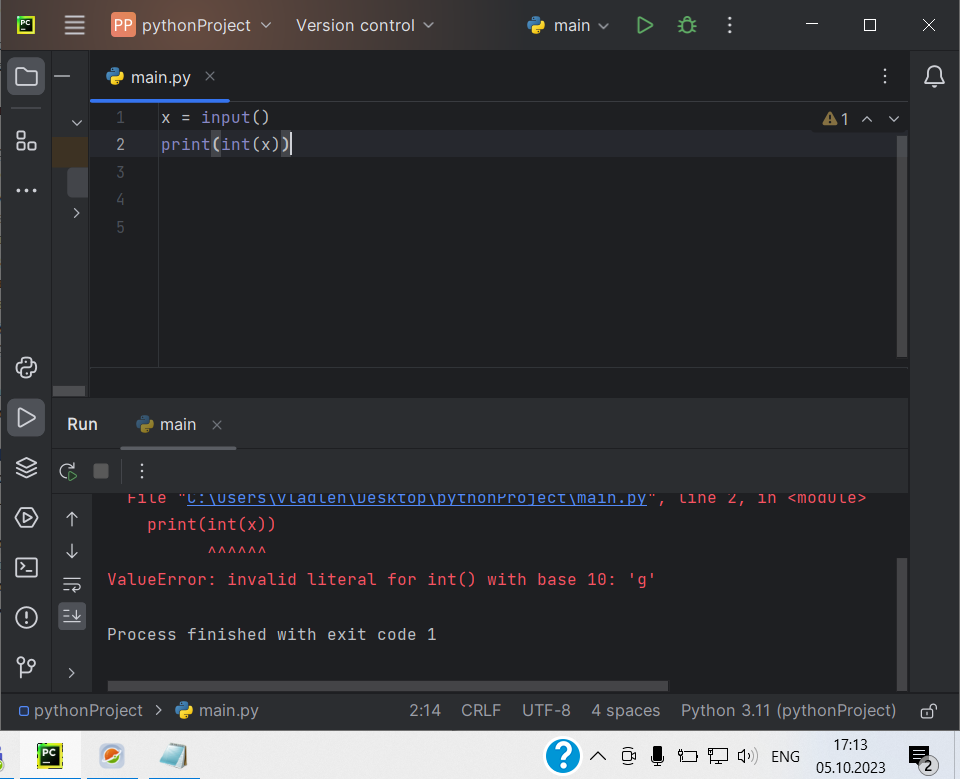 PC PP pythonProject Version control main
main.py
1 x = input() 1
2 print(int(x))
3
4
5
Run main
File "C:\Users\Vladlen\Desktop\pythonProject\main.py", line 2, in <module>
print(int(x))
^^^^^^
ValueError: invalid literal for int() with base 10: 'g'
Process finished with exit code 1
pythonProject > main.py 2:14 CRLF UTF-8 4 spaces Python 3.11 (pythonProject)
PC ? ENG 17:13
05.10.2023 2